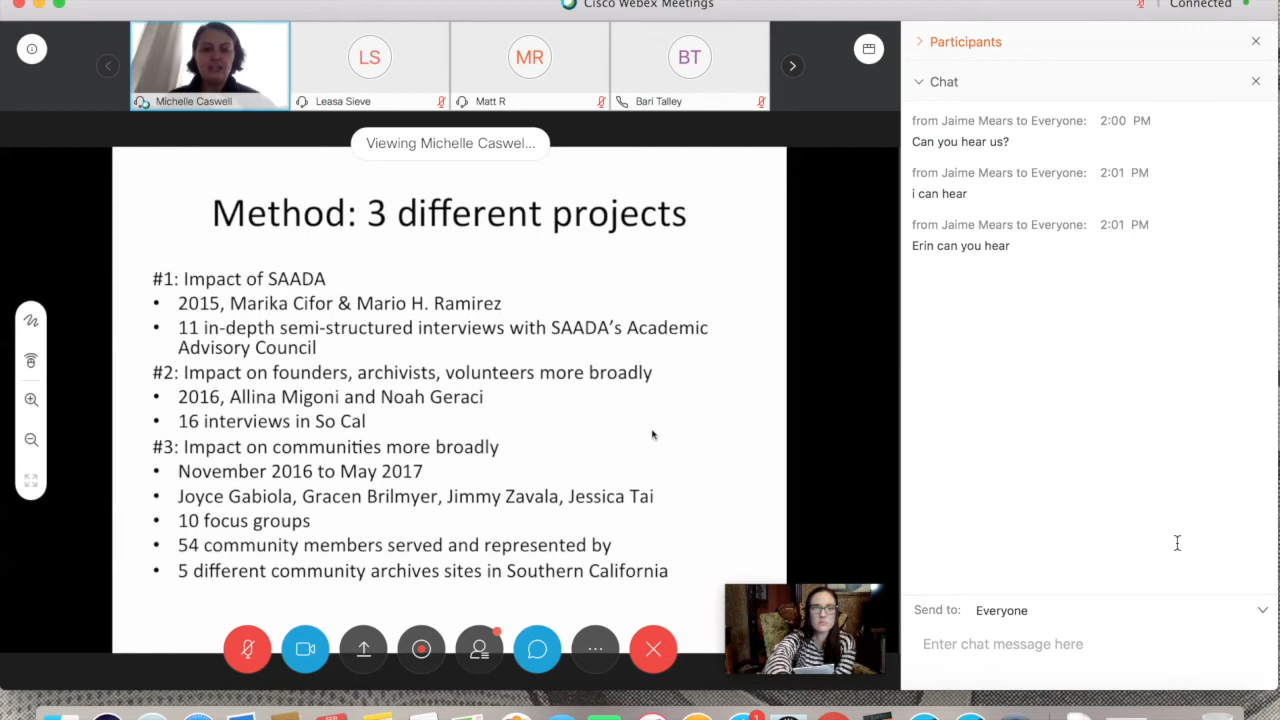 Cisco Webex Meetings
Connected
LS
MR
BT
Michelle Caswell
Leasa Sieve
Matt R
Bari Talley
Viewing Michelle Caswel...
Method: 3 different projects
#1: Impact of SAADA
• 2015, Marika Cifor & Mario H. Ramirez
• 11 in-depth semi-structured interviews with SAADA’s Academic
Advisory Council
#2: Impact on founders, archivists, volunteers more broadly
• 2016, Allina Migoni and Noah Geraci
• 16 interviews in So Cal
#3: Impact on communities more broadly
• November 2016 to May 2017
• Joyce Gabiola, Gracen Brilmyer, Jimmy Zavala, Jessica Tai
• 10 focus groups
• 54 community members served and represented by
• 5 different community archives sites in Southern California
Participants
Chat
from Jaime Mears to Everyone: 2:00 PM
Can you hear us?
from Jaime Mears to Everyone: 2:01 PM
i can hear
from Jaime Mears to Everyone: 2:01 PM
Erin can you hear
Send to: Everyone
Enter chat message here